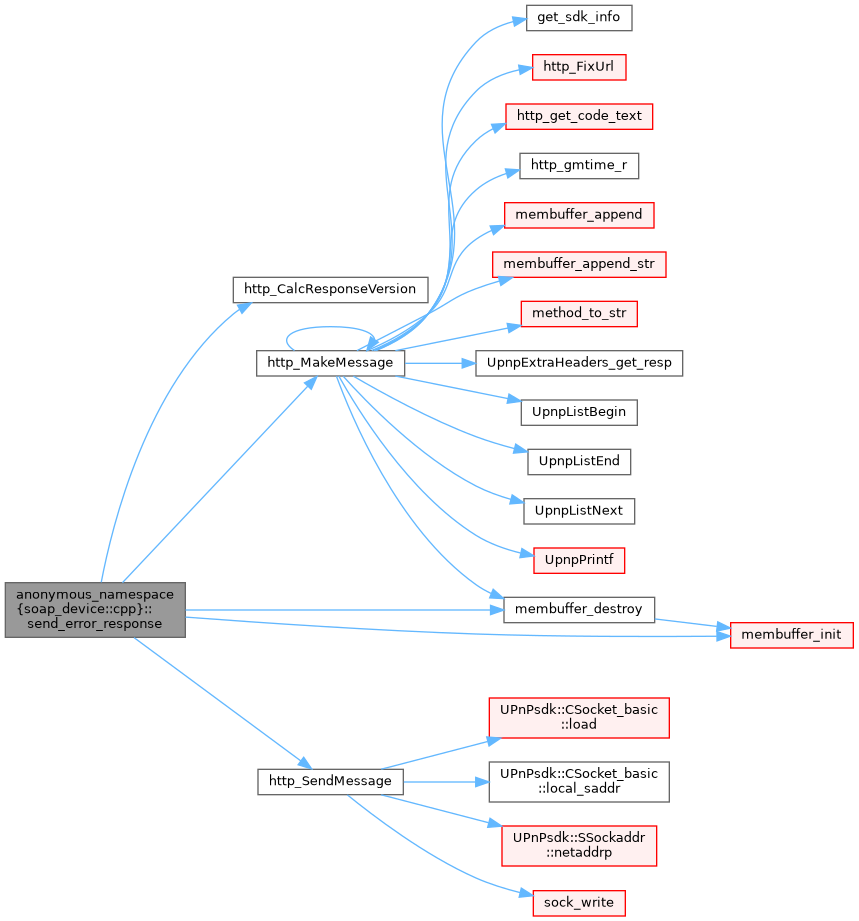 get_sdk_info
http_FixUrl
http_get_code_text
http_gmtime_r
membuffer_append
membuffer_append_str
http_CalcResponseVersion
method_to_str
http_MakeMessage
UpnpExtraHeaders_get_resp
UpnpListBegin
UpnpListEnd
UpnpListNext
UpnpPrintf
anonymous_namespace
{soap_device::cpp}::
send_error_response
membuffer_destroy
membuffer_init
UPnPsdk::CSocket_basic
::load
http_SendMessage
UPnPsdk::CSocket_basic
::local_saddr
UPnPsdk::SSockaddr
::netaddrp
sock_write